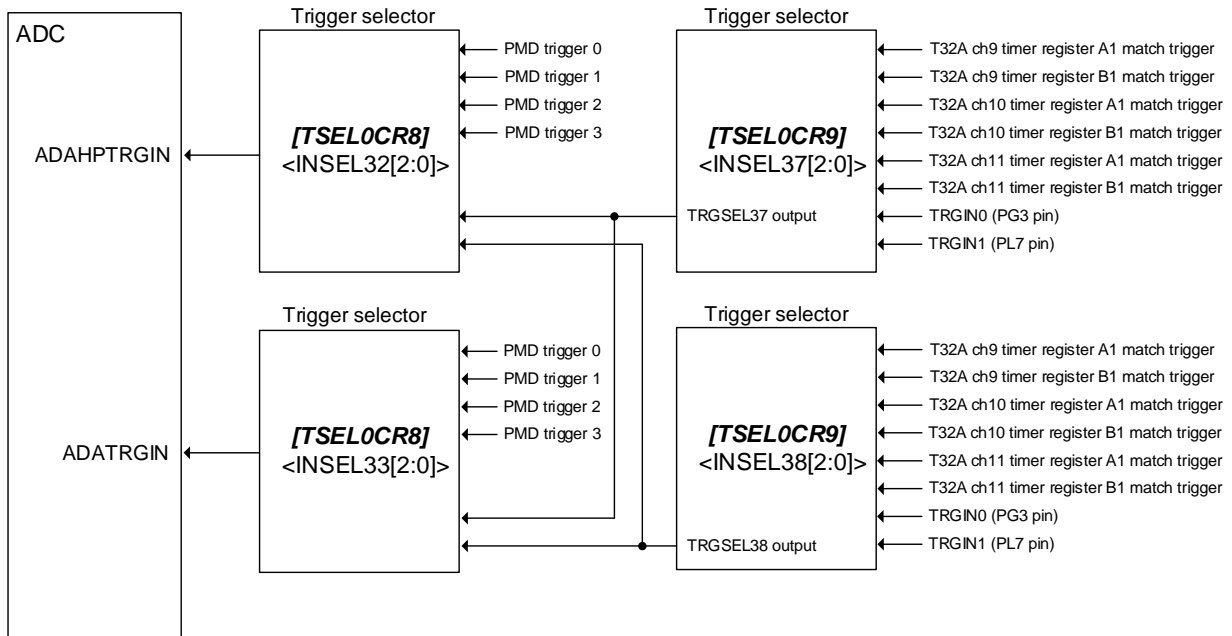 ADC
ADAHPTRGIN
ADATRGIN
Trigger selector
[TSEL0CR8]
<INSEL32[2:0]>
PMD trigger 0
PMD trigger 1
PMD trigger 2
PMD trigger 3
Trigger selector
[TSEL0CR9]
<INSEL37[2:0]>
TRGSEL37 output
T32A ch9 timer register A1 match trigger
T32A ch9 timer register B1 match trigger
T32A ch10 timer register A1 match trigger
T32A ch10 timer register B1 match trigger
T32A ch11 timer register A1 match trigger
T32A ch11 timer register B1 match trigger
TRGIN0 (PG3 pin)
TRGIN1 (PL7 pin)
Trigger selector
[TSEL0CR8]
<INSEL33[2:0]>
PMD trigger 0
PMD trigger 1
PMD trigger 2
PMD trigger 3
Trigger selector
[TSEL0CR9]
<INSEL38[2:0]>
TRGSEL38 output
T32A ch9 timer register A1 match trigger
T32A ch9 timer register B1 match trigger
T32A ch10 timer register A1 match trigger
T32A ch10 timer register B1 match trigger
T32A ch11 timer register A1 match trigger
T32A ch11 timer register B1 match trigger
TRGIN0 (PG3 pin)
TRGIN1 (PL7 pin)